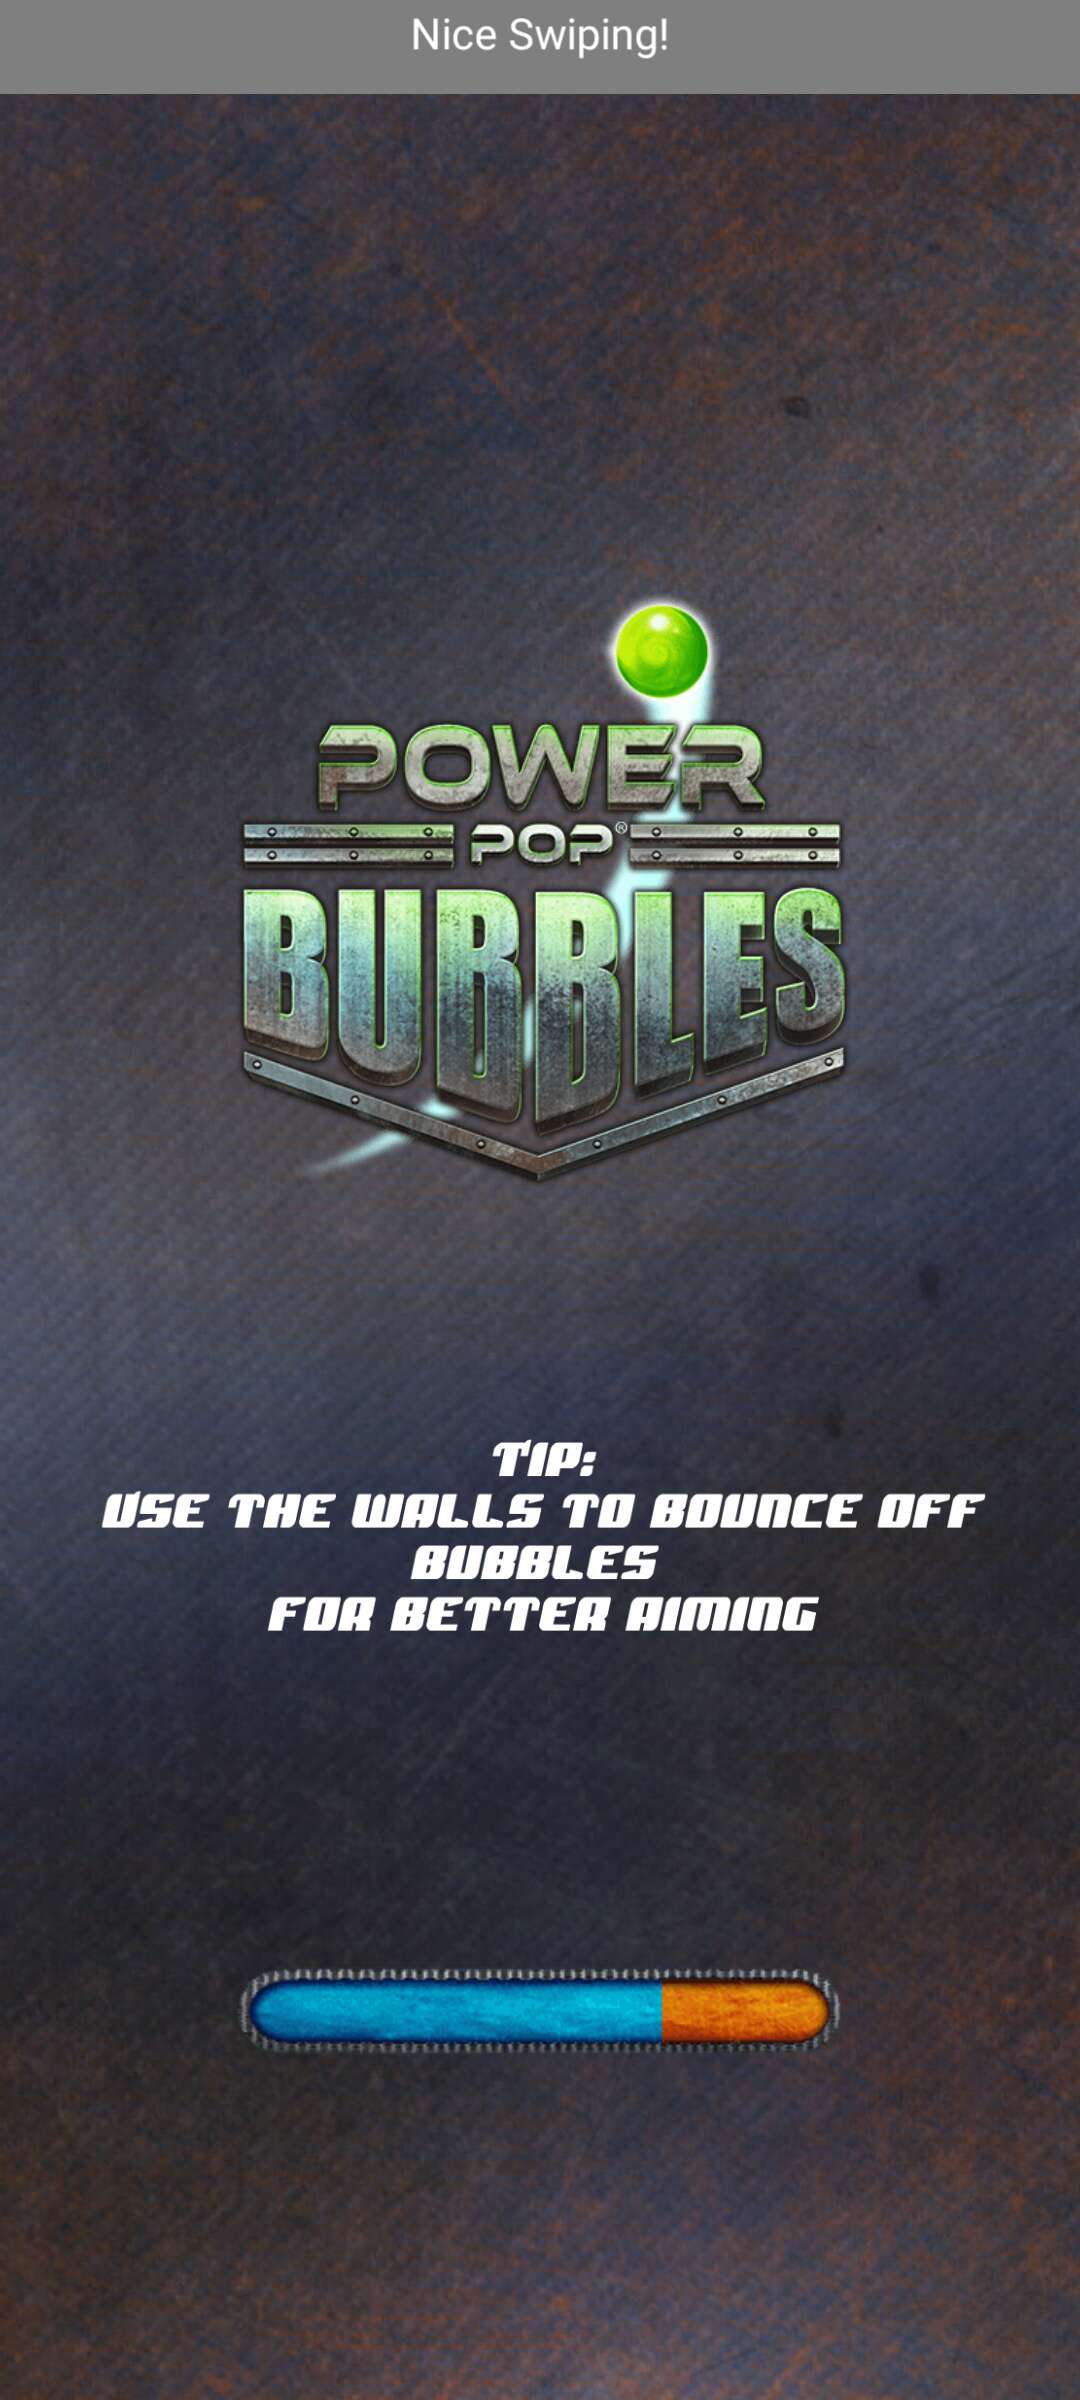 Nice Swiping!
POWER
POP®
BUBBLES
TIP:
USE THE WALLS TO BOUNCE OFF
BUBBLES
FOR BETTER AIMING